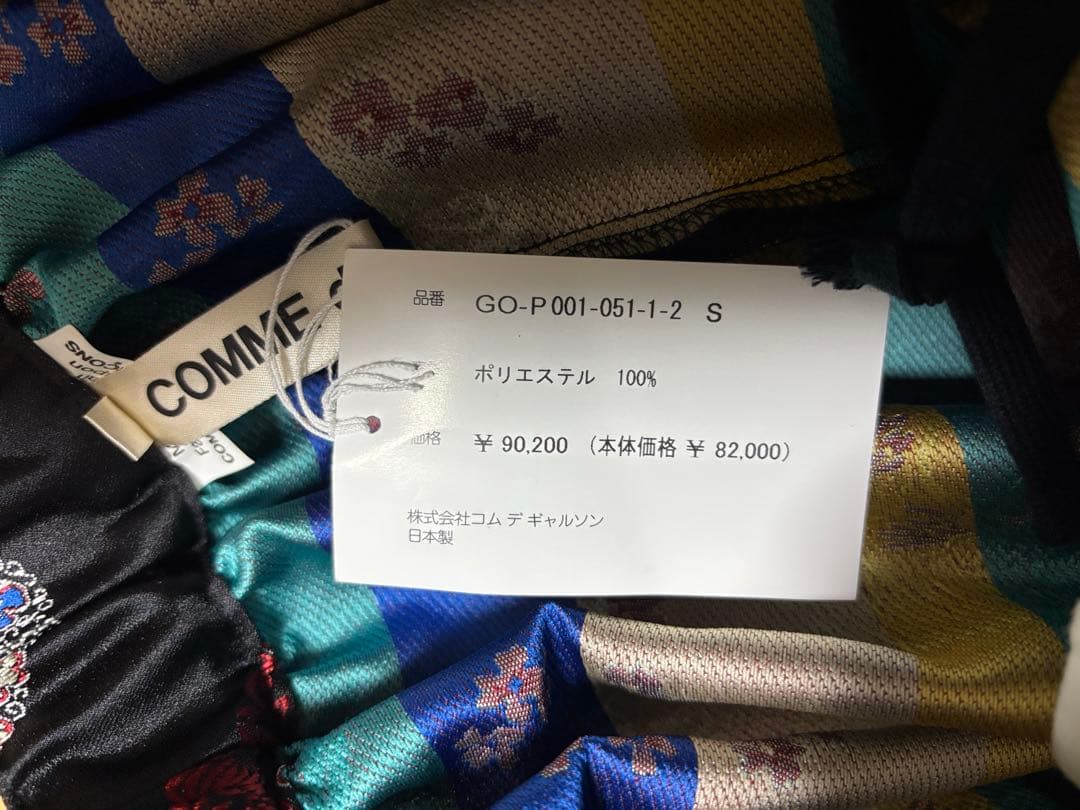 品番 GO-P001-051-1-2 S
ポリエステル 100%
価格 ￥ 90,200 (本体価格 ￥ 82,000)
株式会社コム デ ギャルソン
日本製
COMME